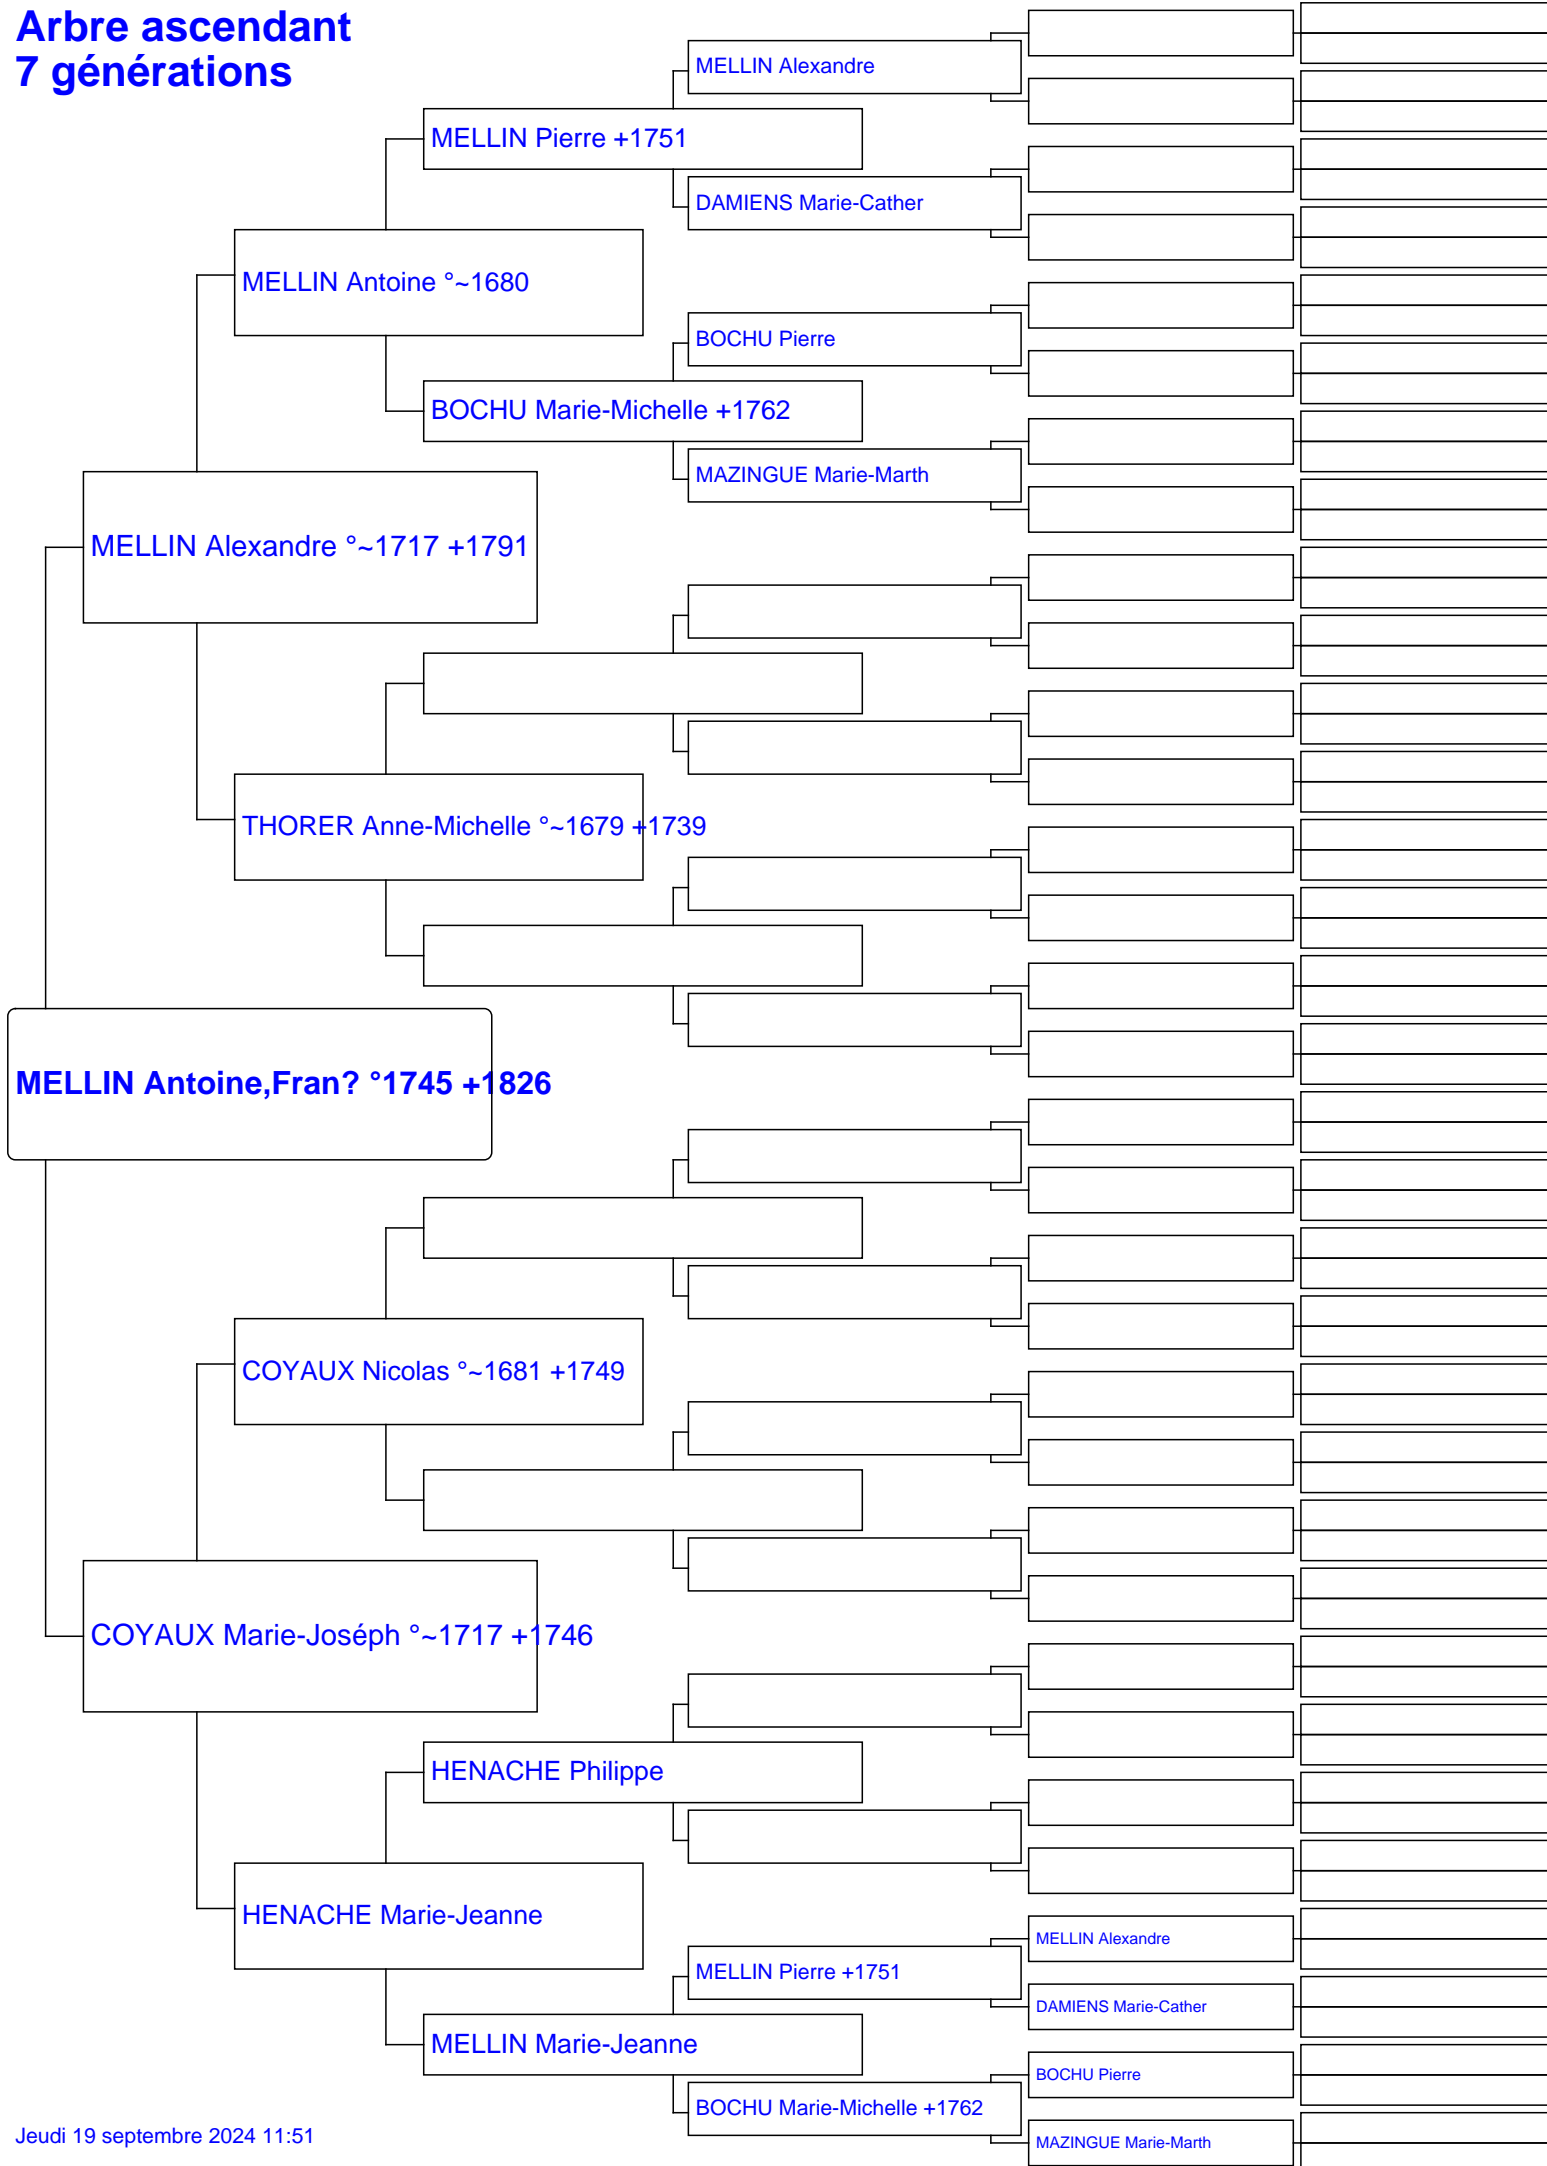 Arbre ascendant
7 générations
MELLIN Alexandre
MELLIN Pierre +1751
DAMIENS Marie-Cather
MELLIN Antoine °~1680
BOCHU Pierre
BOCHU Marie-Michelle +1762
MAZINGUE Marie-Marth
MELLIN Alexandre °~1717 +1791
THORER Anne-Michelle °~1679 +1739
MELLIN Antoine,Fran? °1745 +1826
COYAUX Nicolas °~1681 +1749
COYAUX Marie-Joséph °~1717 +1746
HENACHE Philippe
HENACHE Marie-Jeanne
MELLIN Alexandre
MELLIN Pierre +1751
DAMIENS Marie-Cather
MELLIN Marie-Jeanne
BOCHU Pierre
BOCHU Marie-Michelle +1762
MAZINGUE Marie-Marth
Jeudi 19 septembre 2024 11:51